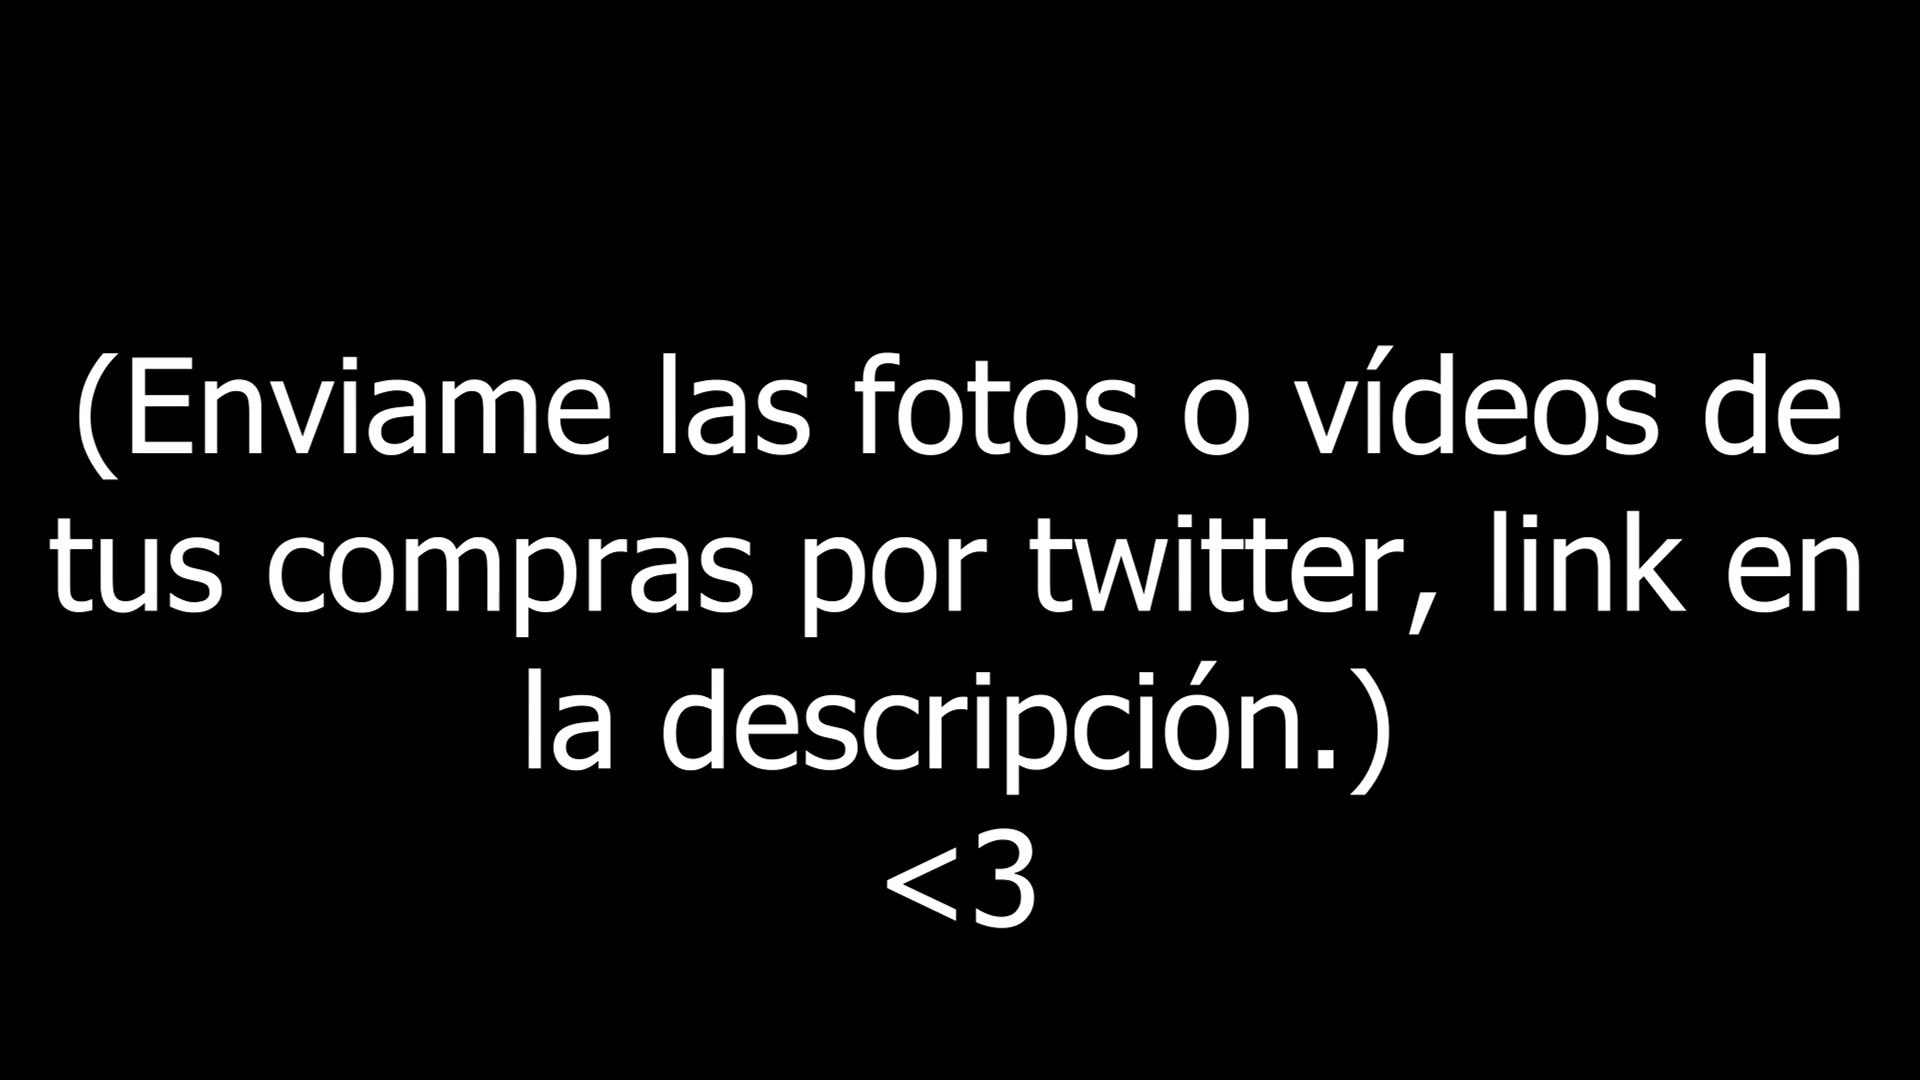 (Enviame las fotos o vídeos de
tus compras por twitter, link en
la descripción.)
<3